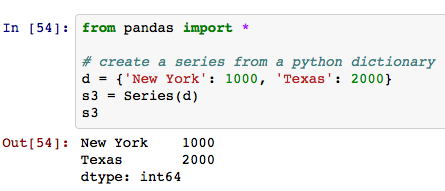 In [54]: from pandas import *
# create a series from a python dictionary
d = {'New York': 1000, 'Texas': 2000}
s3 = Series(d)
s3
Out[54]: New York    1000
Texas       2000
dtype: int64